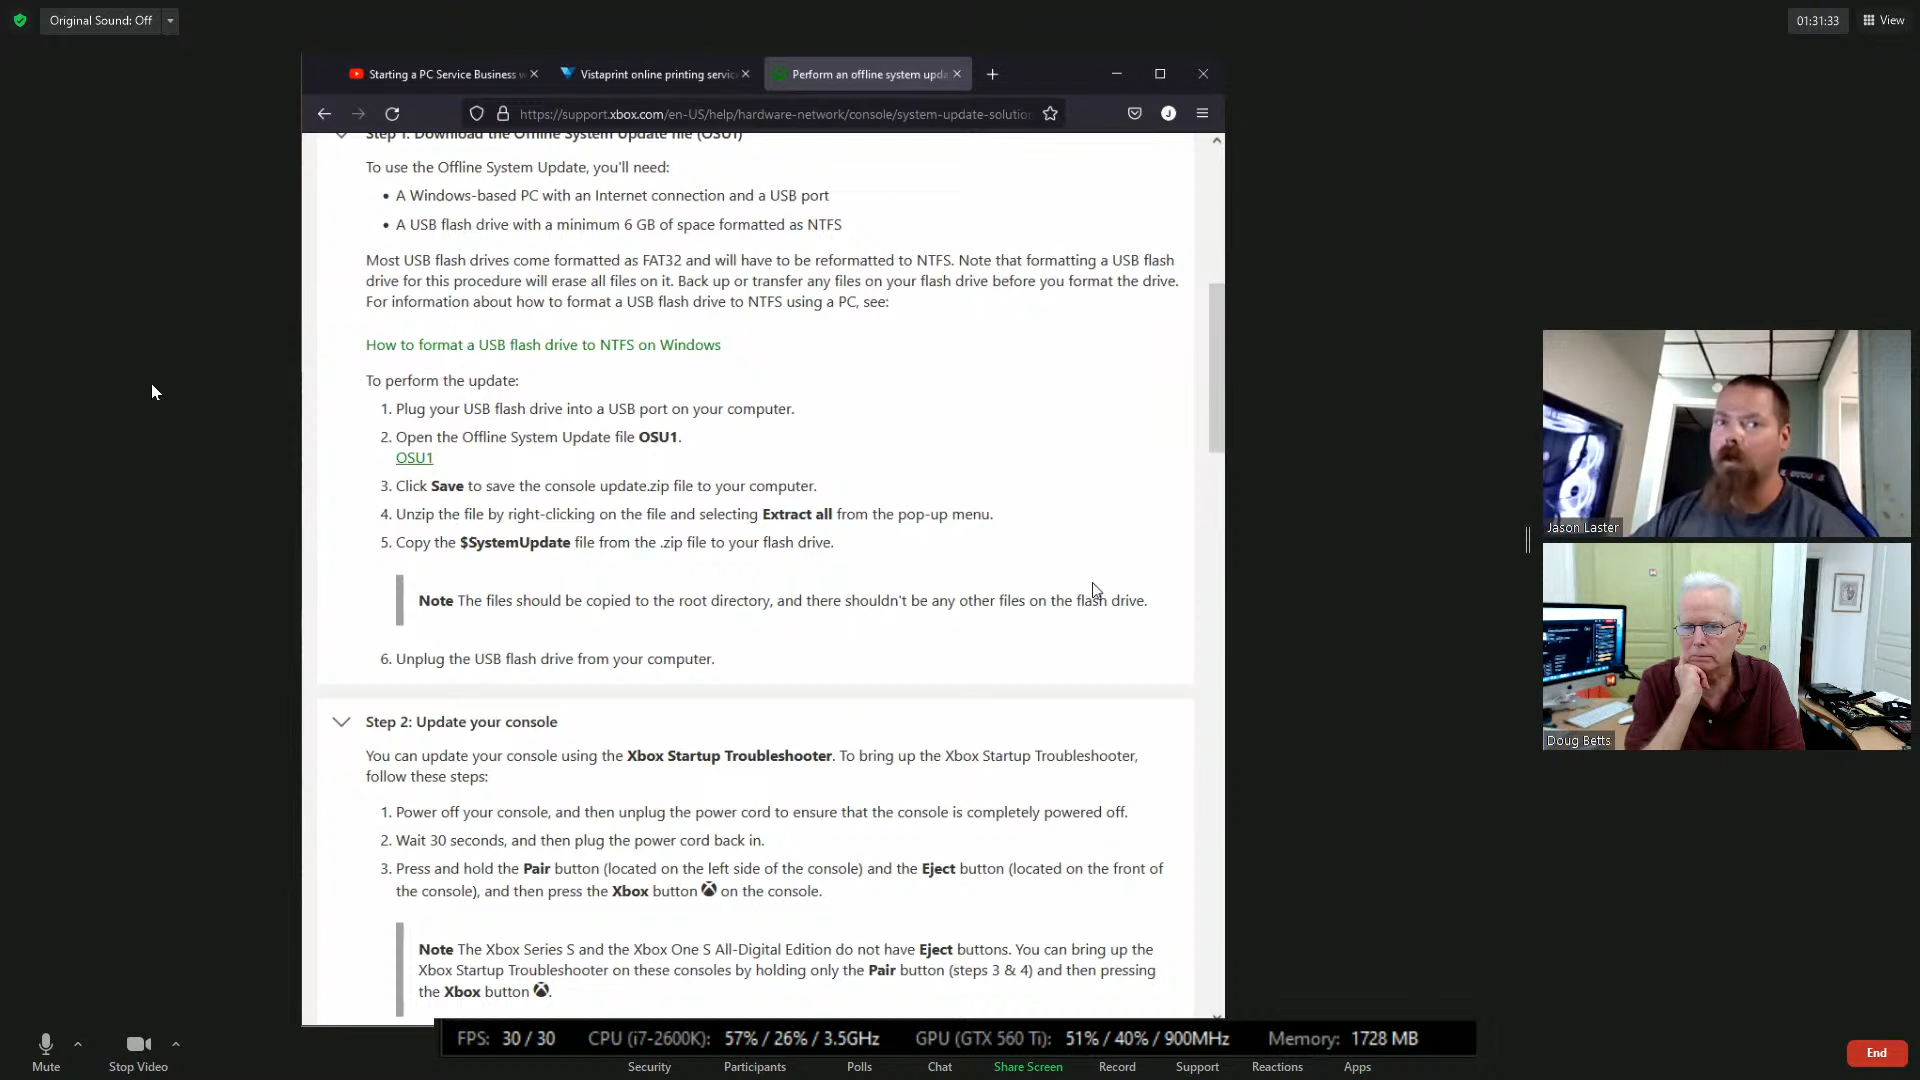 Original Sound: Off
01:31:33
View
Starting a PC Service Business w
Vistaprint online printing servic
Perform an offline system upda
https://support.xbox.com/en-US/help/hardware-network/console/system-update-solutio
J
Step 1: Download the Offline System Update file (OSU1)
To use the Offline System Update, you'll need:
• A Windows-based PC with an Internet connection and a USB port
• A USB flash drive with a minimum 6 GB of space formatted as NTFS
Most USB flash drives come formatted as FAT32 and will have to be reformatted to NTFS. Note that formatting a USB flash
drive for this procedure will erase all files on it. Back up or transfer any files on your flash drive before you format the drive.
For information about how to format a USB flash drive to NTFS using a PC, see:
How to format a USB flash drive to NTFS on Windows
To perform the update:
1. Plug your USB flash drive into a USB port on your computer.
2. Open the Offline System Update file OSU1.
OSU1
3. Click Save to save the console update.zip file to your computer.
4. Unzip the file by right-clicking on the file and selecting Extract all from the pop-up menu.
5. Copy the $SystemUpdate file from the .zip file to your flash drive.
Note The files should be copied to the root directory, and there shouldn't be any other files on the flash drive.
6. Unplug the USB flash drive from your computer.
Step 2: Update your console
You can update your console using the Xbox Startup Troubleshooter. To bring up the Xbox Startup Troubleshooter,
follow these steps:
1. Power off your console, and then unplug the power cord to ensure that the console is completely powered off.
2. Wait 30 seconds, and then plug the power cord back in.
3. Press and hold the Pair button (located on the left side of the console) and the Eject button (located on the front of
the console), and then press the Xbox button on the console.
Note The Xbox Series S and the Xbox One S All-Digital Edition do not have Eject buttons. You can bring up the
Xbox Startup Troubleshooter on these consoles by holding only the Pair button (steps 3 & 4) and then pressing
the Xbox button .
Jason Laster
Doug Betts
FPS: 30 / 30 CPU (i7-2600K): 57% / 26% / 3.5GHz GPU (GTX 560 Ti): 51% / 40% / 900MHz Memory: 1728 MB
Mute
Stop Video
Security
Participants
Polls
Chat
Share Screen
Record
Support
Reactions
Apps
End